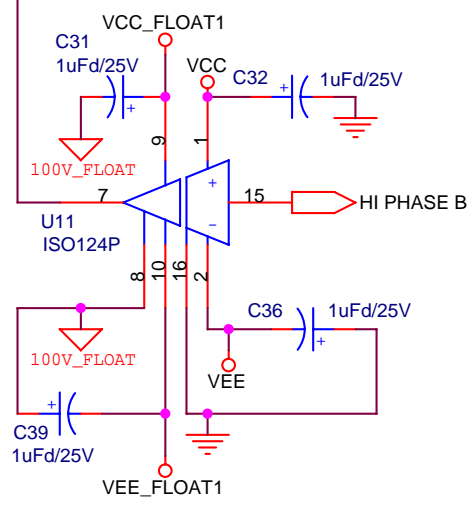 VCC_FLOAT1
C31
1uFd/25V
VCC
C32
1uFd/25V
+
+
9
1
100V_FLOAT
+
7
15
HI PHASE B
U11
ISO124P
-
8
10
16
2
C36
1uFd/25V
+
100V_FLOAT
VEE
+
C39
1uFd/25V
VEE_FLOAT1